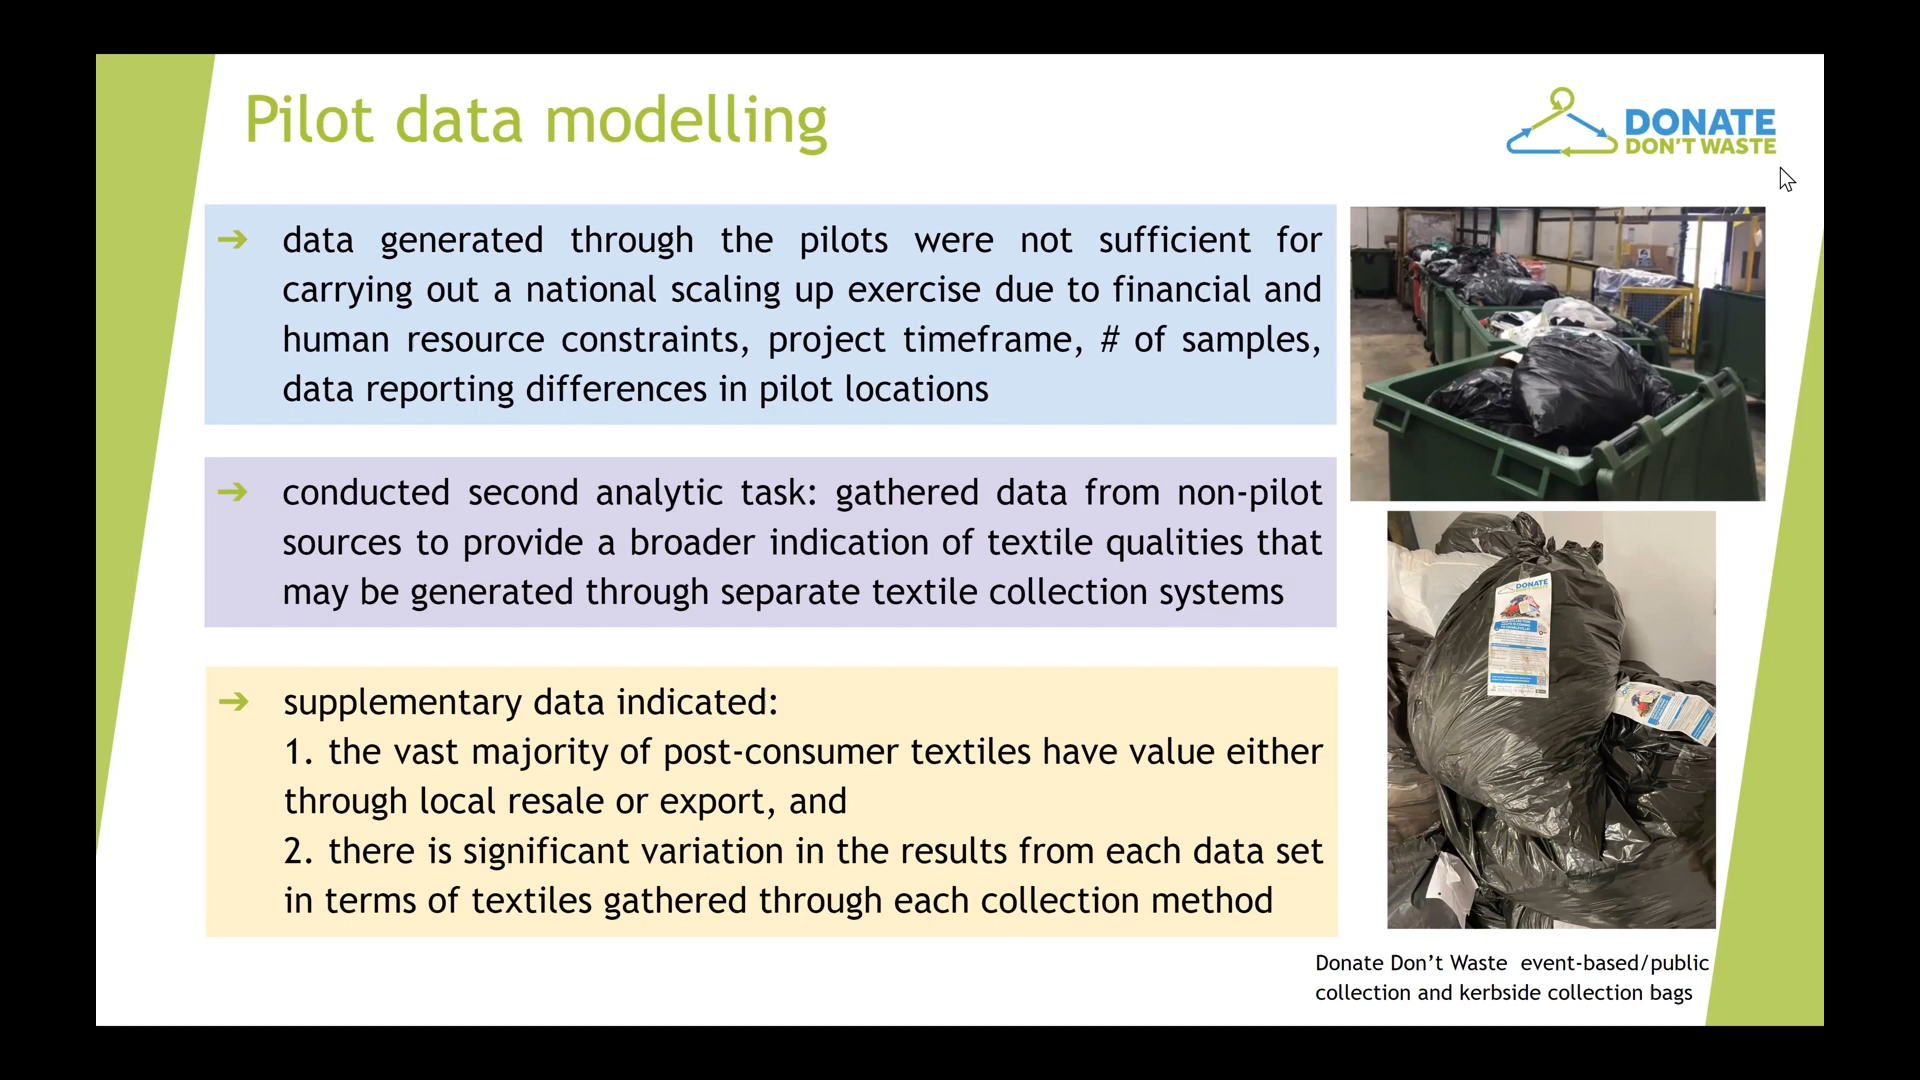 Pilot data modelling
DONATE
DON'T WASTE
➔ data generated through the pilots were not sufficient for
carrying out a national scaling up exercise due to financial and
human resource constraints, project timeframe, # of samples,
data reporting differences in pilot locations
➔ conducted second analytic task: gathered data from non-pilot
sources to provide a broader indication of textile qualities that
may be generated through separate textile collection systems
➔ supplementary data indicated:
1. the vast majority of post-consumer textiles have value either
through local resale or export, and
2. there is significant variation in the results from each data set
in terms of textiles gathered through each collection method
DONATE
Donate Don’t Waste event-based/public
collection and kerbside collection bags